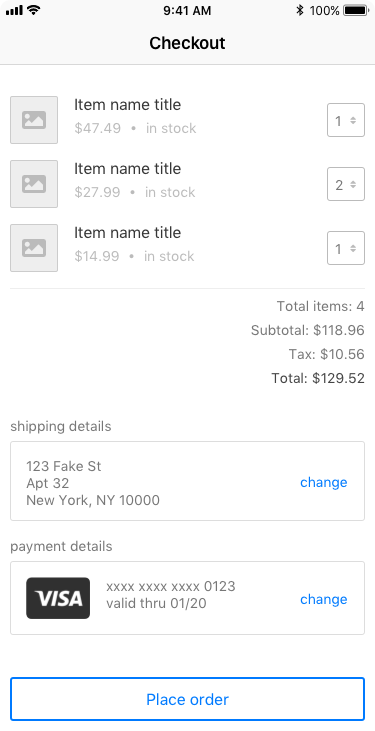 9:41 AM
100%
Checkout
Item name title
$47.49 • in stock
1
Item name title
$27.99 • in stock
2
Item name title
$14.99 • in stock
1
Total items: 4
Subtotal: $118.96
Tax: $10.56
Total: $129.52
shipping details
123 Fake St
Apt 32
New York, NY 10000
change
payment details
VISA
xxxx xxxx xxxx 0123
valid thru 01/20
change
Place order